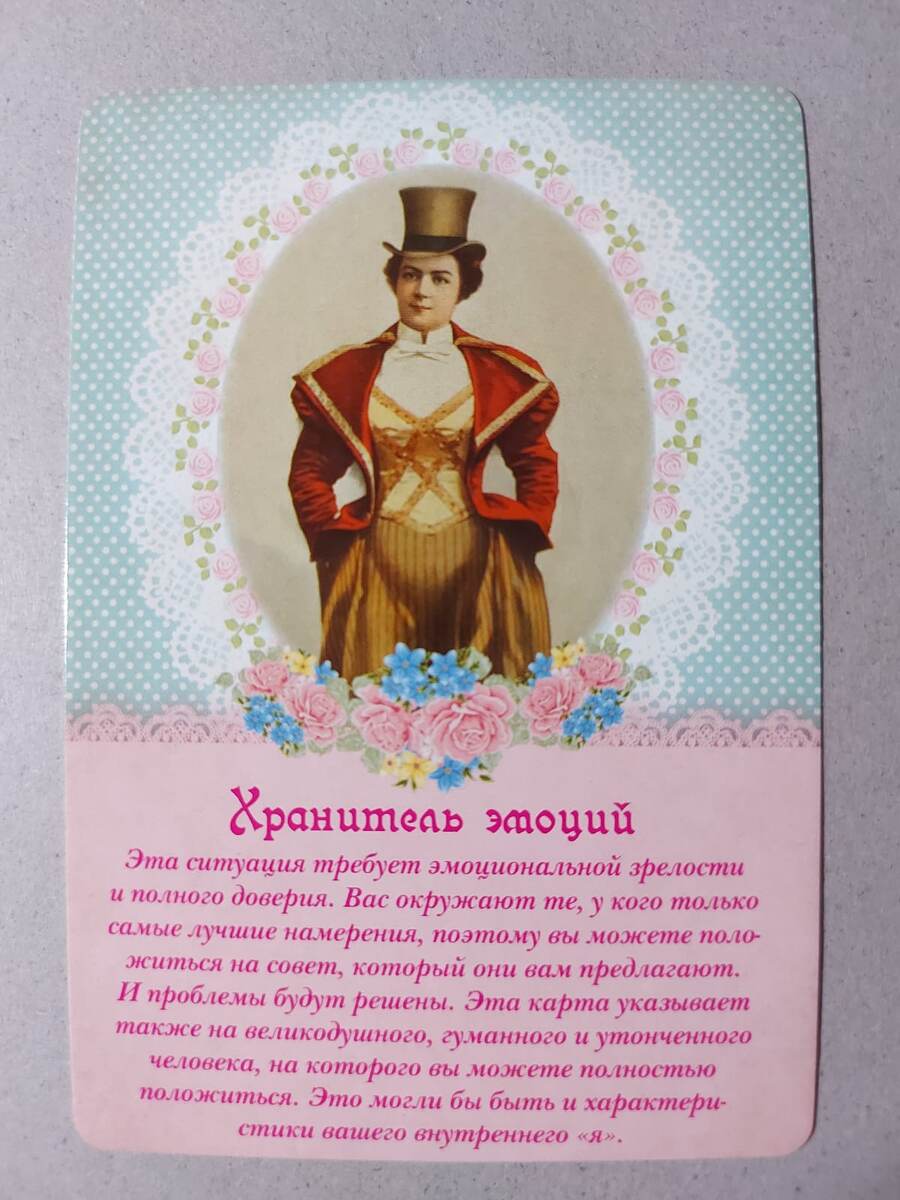 Хранитель эмоций
Эта ситуация требует эмоциональной зрелости
и полного доверия. Вас окружают те, у кого только
самые лучшие намерения, поэтому вы можете поло-
житься на совет, который они вам предлагают.
И проблемы будут решены. Эта карта указывает
также на великодушного, гуманного и утонченного
человека, на которого вы можете полностью
положиться. Это могли бы быть и характери-
стики вашего внутреннего «я».